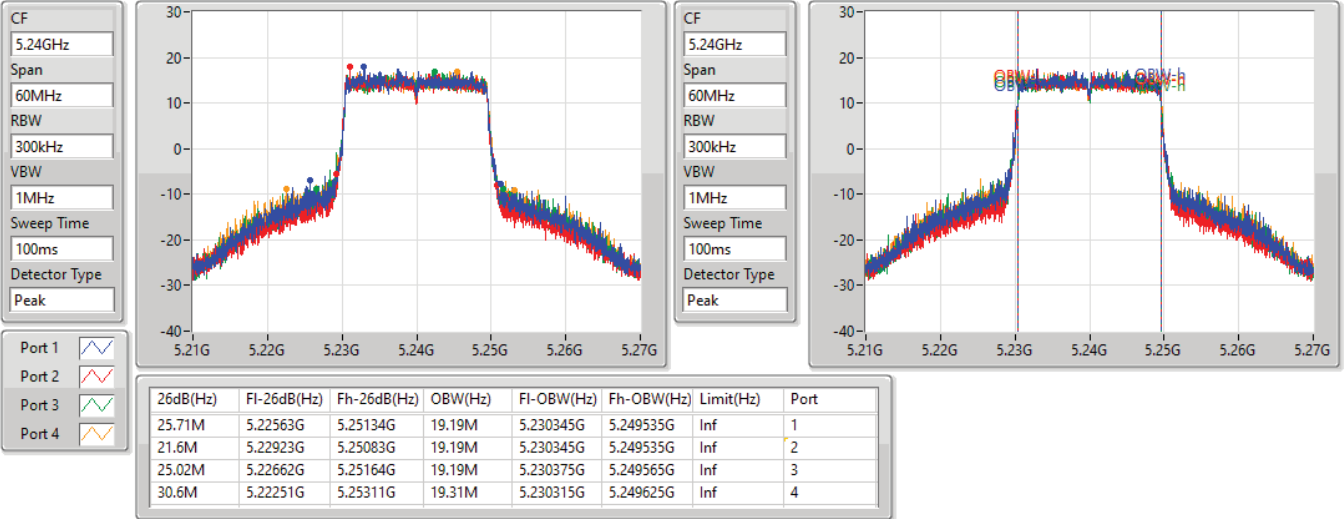 CF
5.24GHz
Span
60MHz
RBW
300kHz
VBW
1MHz
Sweep Time
100ms
Detector Type
Peak
30
20
10
0
-10
-20
-30
-40
5.21G 5.22G 5.23G 5.24G 5.25G 5.26G 5.27G
CF
5.24GHz
Span
60MHz
RBW
300kHz
VBW
1MHz
Sweep Time
100ms
Detector Type
Peak
30
20
10
0
-10
-20
-30
-40
OBW-h
5.21G 5.22G 5.23G 5.24G 5.25G 5.26G 5.27G
Port 1
Port 2
Port 3
Port 4
26dB(Hz) Fl-26dB(Hz) Fh-26dB(Hz) OBW(Hz) Fl-OBW(Hz) Fh-OBW(Hz) Limit(Hz) Port
25.71M 5.22563G 5.25134G 19.19M 5.230345G 5.249535G Inf 1
21.6M 5.22923G 5.25083G 19.19M 5.230345G 5.249535G Inf 2
25.02M 5.22662G 5.25164G 19.19M 5.230375G 5.249565G Inf 3
30.6M 5.22251G 5.25311G 19.31M 5.230315G 5.249625G Inf 4